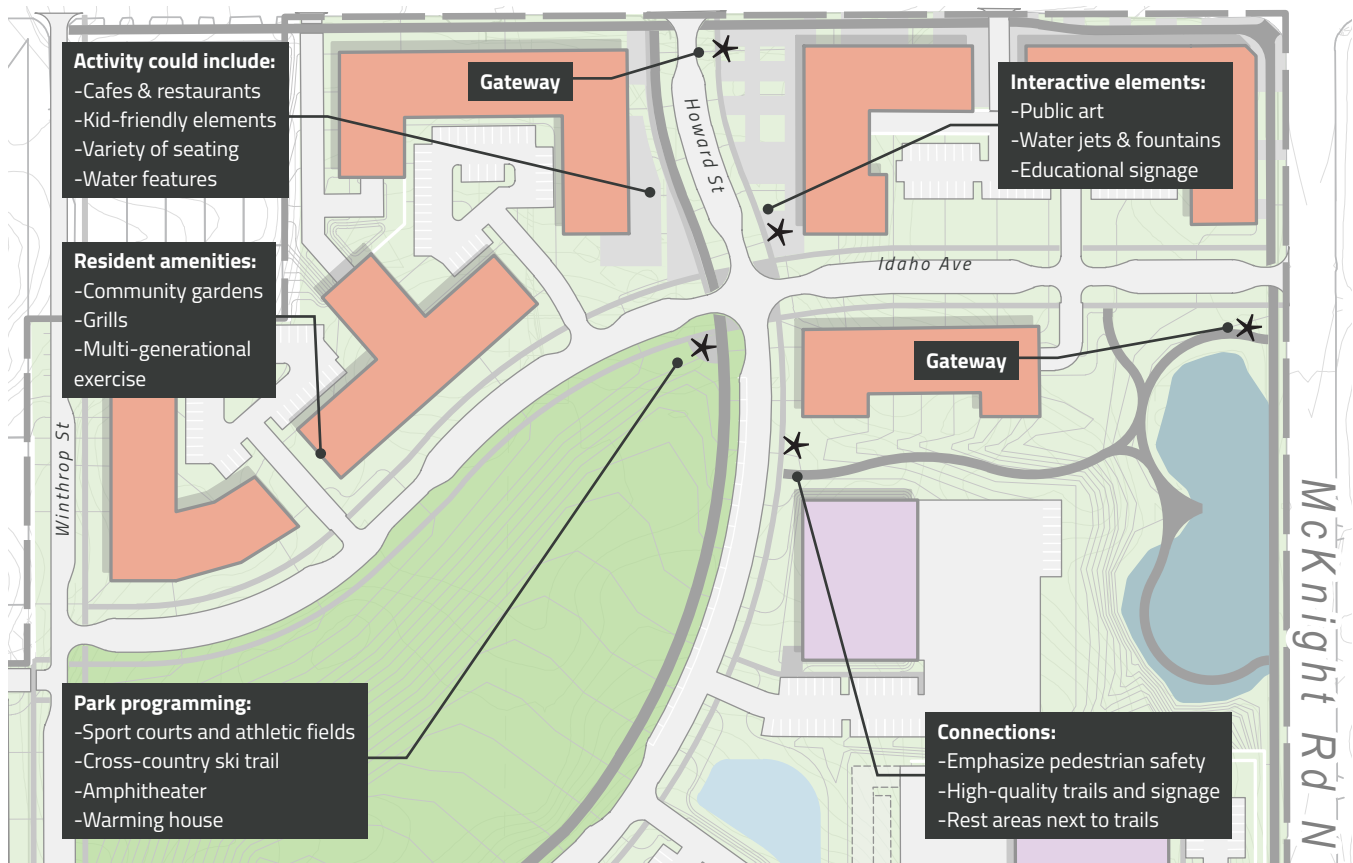 Activity could include:
-Cafes & restaurants
-Kid-friendly elements
-Variety of seating
-Water features
Gateway
Howard St
Interactive elements:
-Public art
-Water jets & fountains
-Educational signage
Resident amenities:
-Community gardens
-Grills
-Multi-generational
exercise
Idaho Ave
Gateway
Winthrop St
McKnight Rd N
Park programming:
-Sport courts and athletic fields
-Cross-country ski trail
-Amphitheater
-Warming house
Connections:
-Emphasize pedestrian safety
-High-quality trails and signage
-Rest areas next to trails